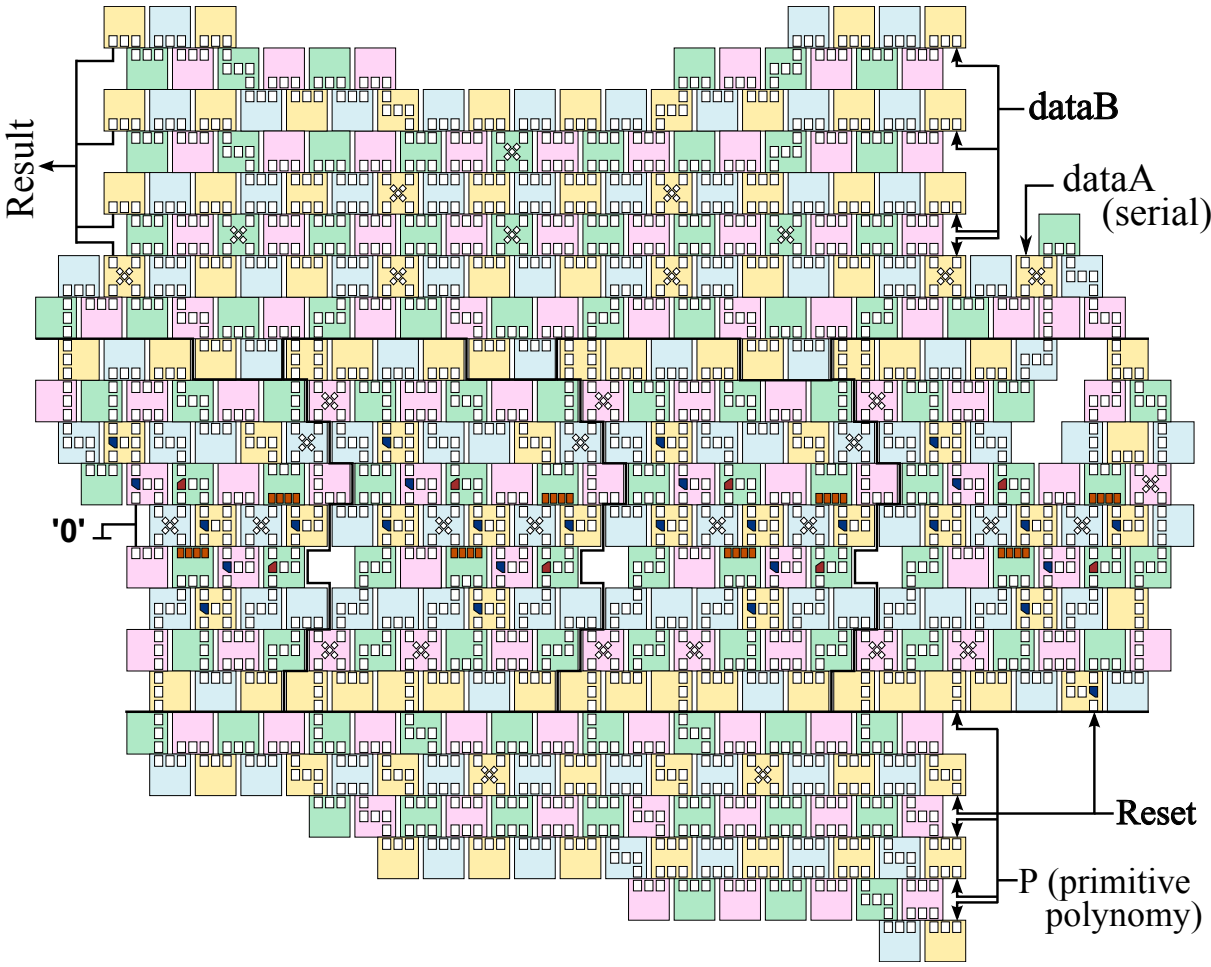 dataB
Result
dataA
(serial)
'0'
Reset
P (primitive
polynomy)